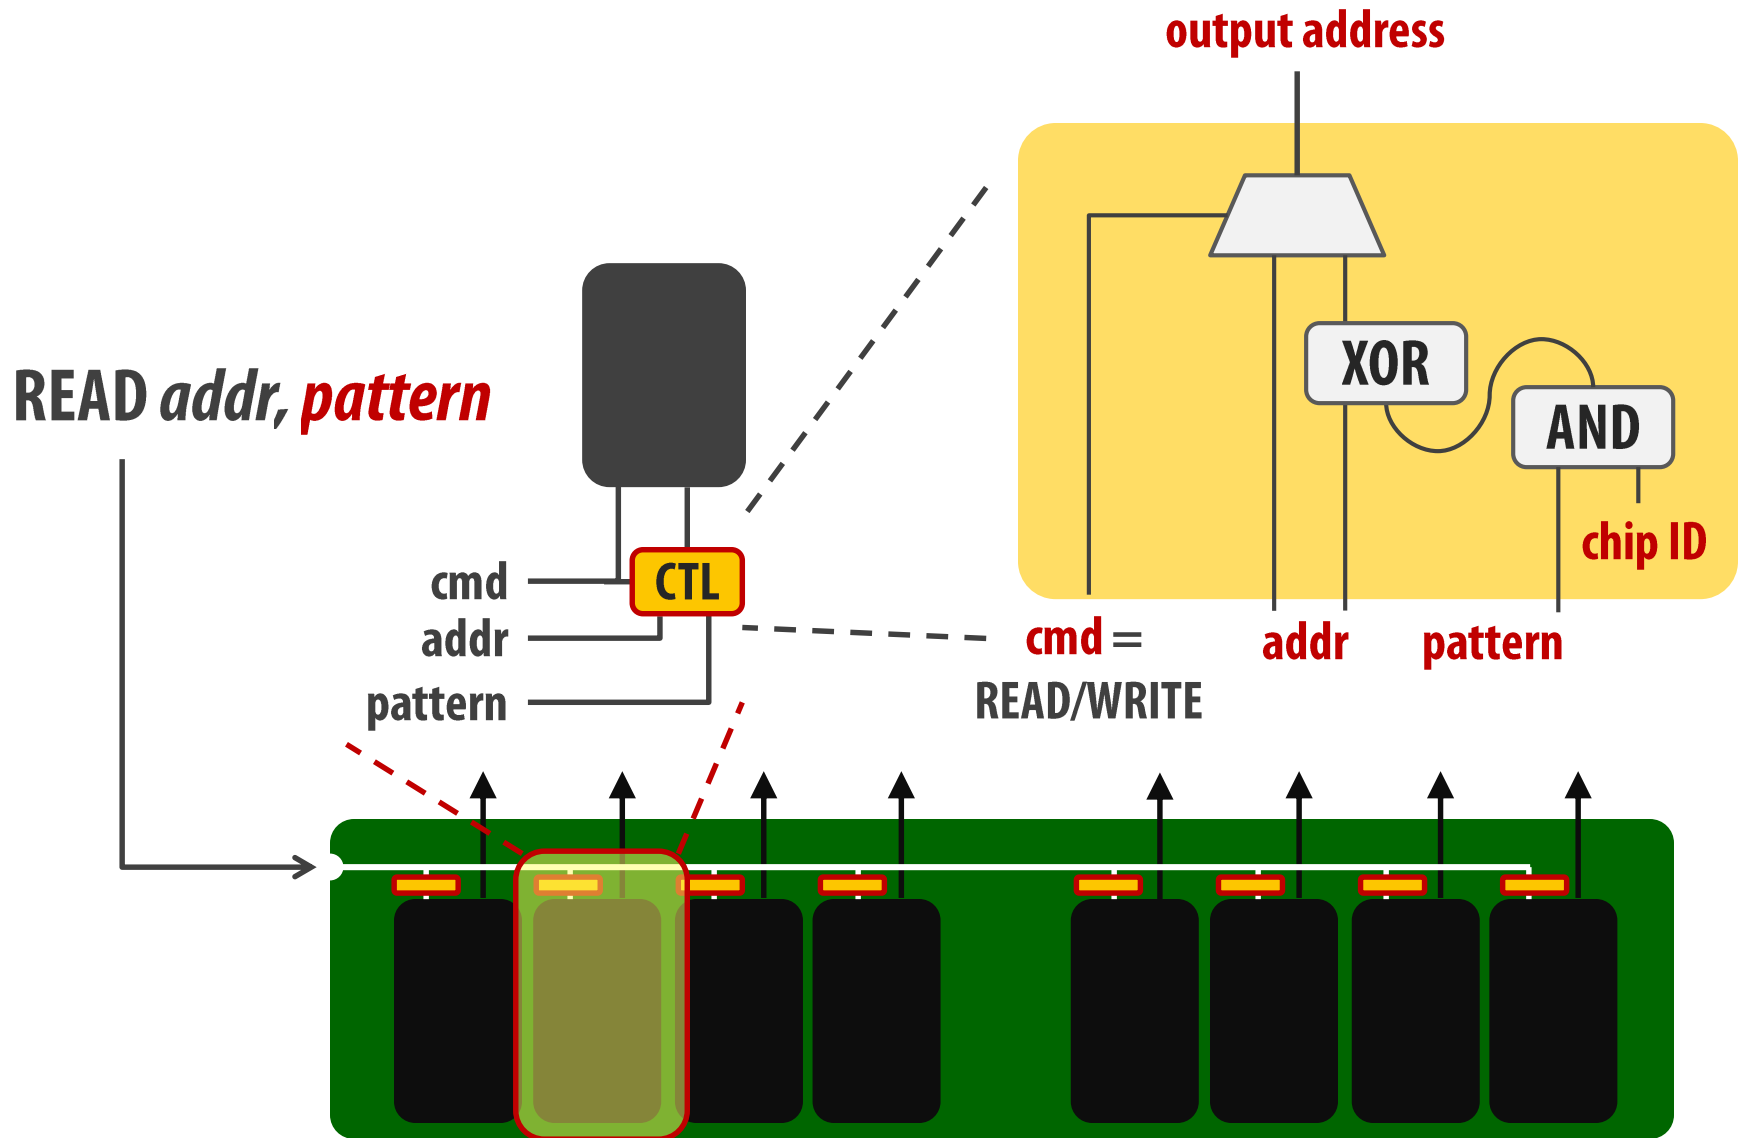 output address
XOR
AND
READ addr, pattern
chip ID
CTL
cmd
addr
pattern
cmd =
READ/WRITE
addr
pattern